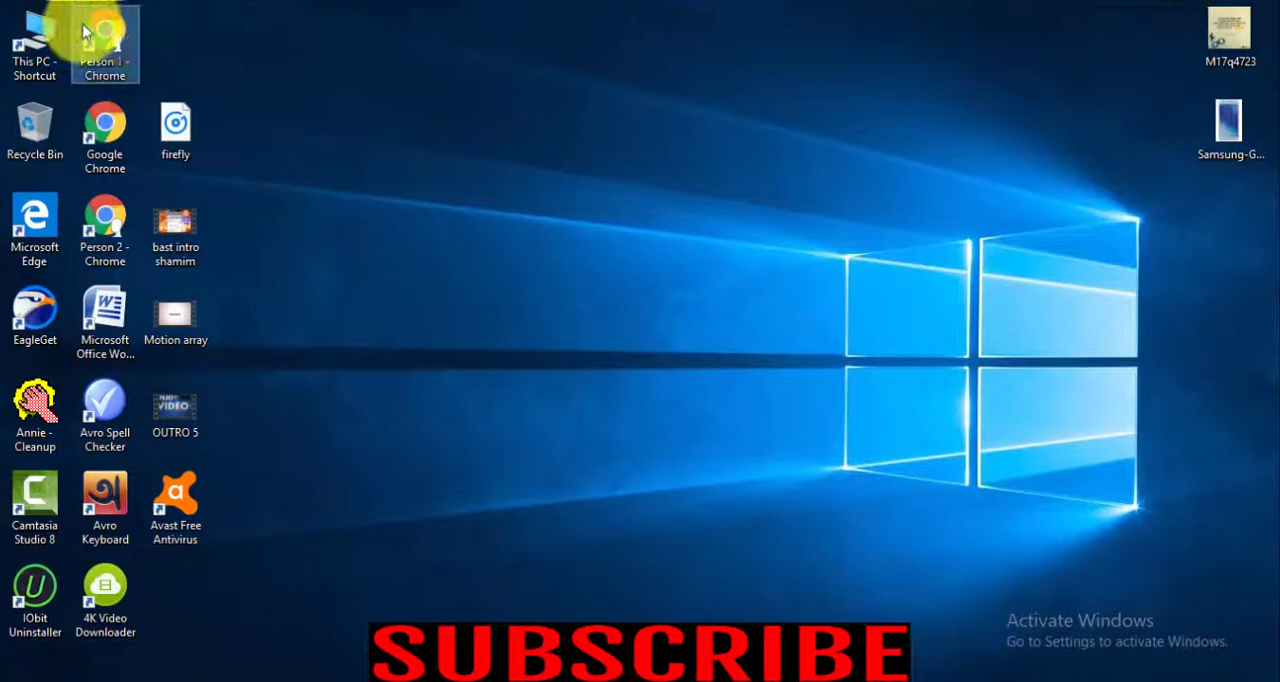 This PC -
Shortcut
Person 1 -
Chrome
Recycle Bin
Google
Chrome
firefly
Microsoft
Edge
Person 2 -
Chrome
bast intro
shamim
EagleGet
Microsoft
Office Wo...
Motion array
Annie -
Cleanup
Avro Spell
Checker
VIDEO
OUTRO 5
Camtasia
Studio 8
Avro
Keyboard
Avast Free
Antivirus
IObit
Uninstaller
4K Video
Downloader
M17q4723
Samsung-G...
Activate Windows
Go to Settings to activate Windows.
SUBSCRIBE